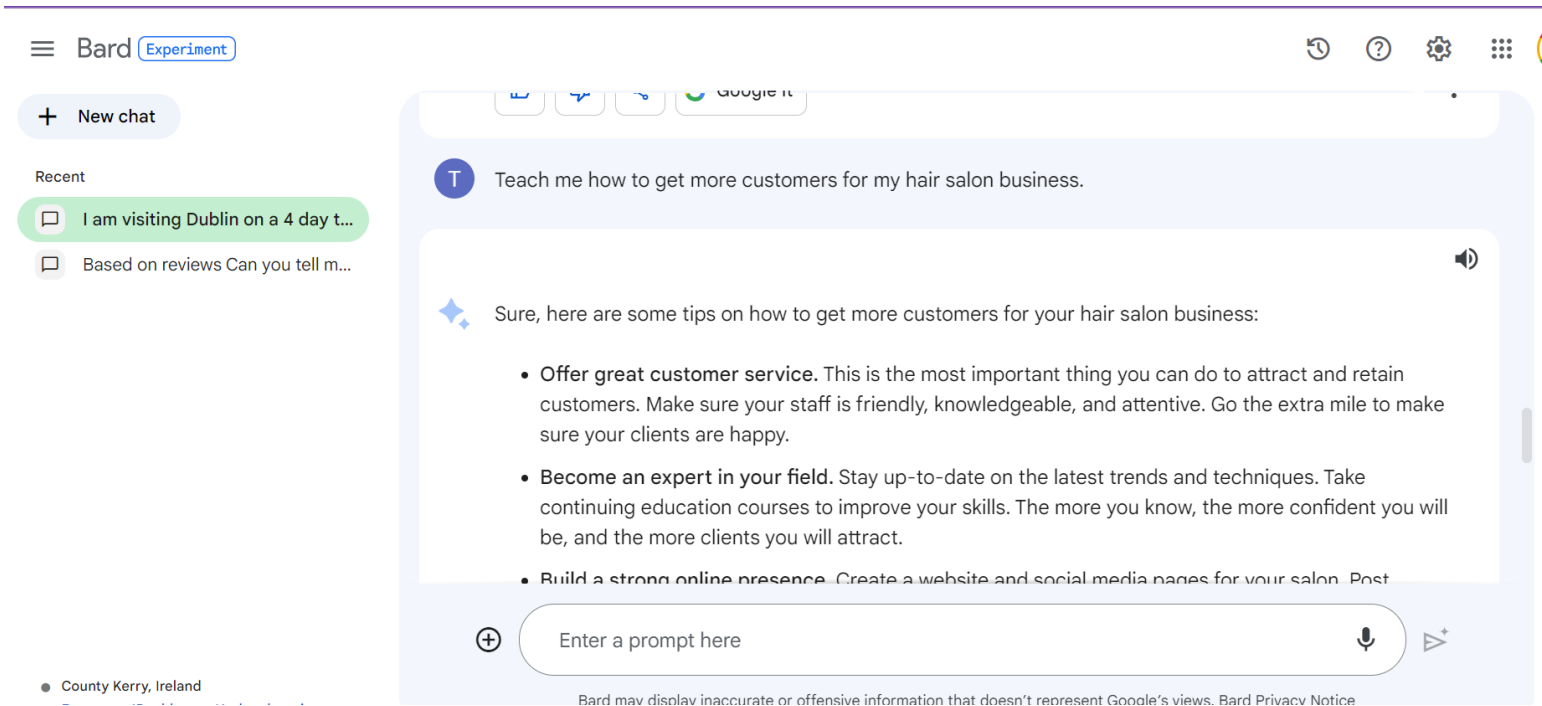 Bard Experiment
New chat
Recent
I am visiting Dublin on a 4 day t...
Based on reviews Can you tell m...
County Kerry, Ireland
Google it
T
Teach me how to get more customers for my hair salon business.
Sure, here are some tips on how to get more customers for your hair salon business:
Offer great customer service. This is the most important thing you can do to attract and retain
customers. Make sure your staff is friendly, knowledgeable, and attentive. Go the extra mile to make
sure your clients are happy.
Become an expert in your field. Stay up-to-date on the latest trends and techniques. Take
continuing education courses to improve your skills. The more you know, the more confident you will
be, and the more clients you will attract.
Build a strong online presence. Create a website and social media pages for your salon. Post
Enter a prompt here
Bard may display inaccurate or offensive information that doesn't represent Google's views. Bard Privacy Notice